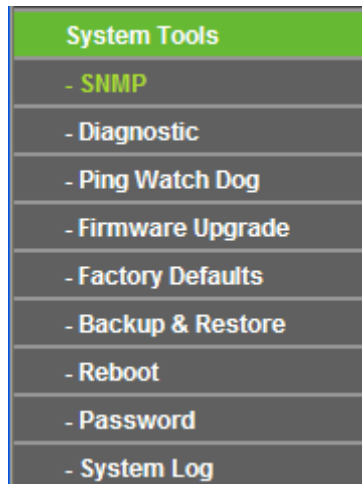 System Tools
- SNMP
- Diagnostic
- Ping Watch Dog
- Firmware Upgrade
- Factory Defaults
- Backup & Restore
- Reboot
- Password
- System Log